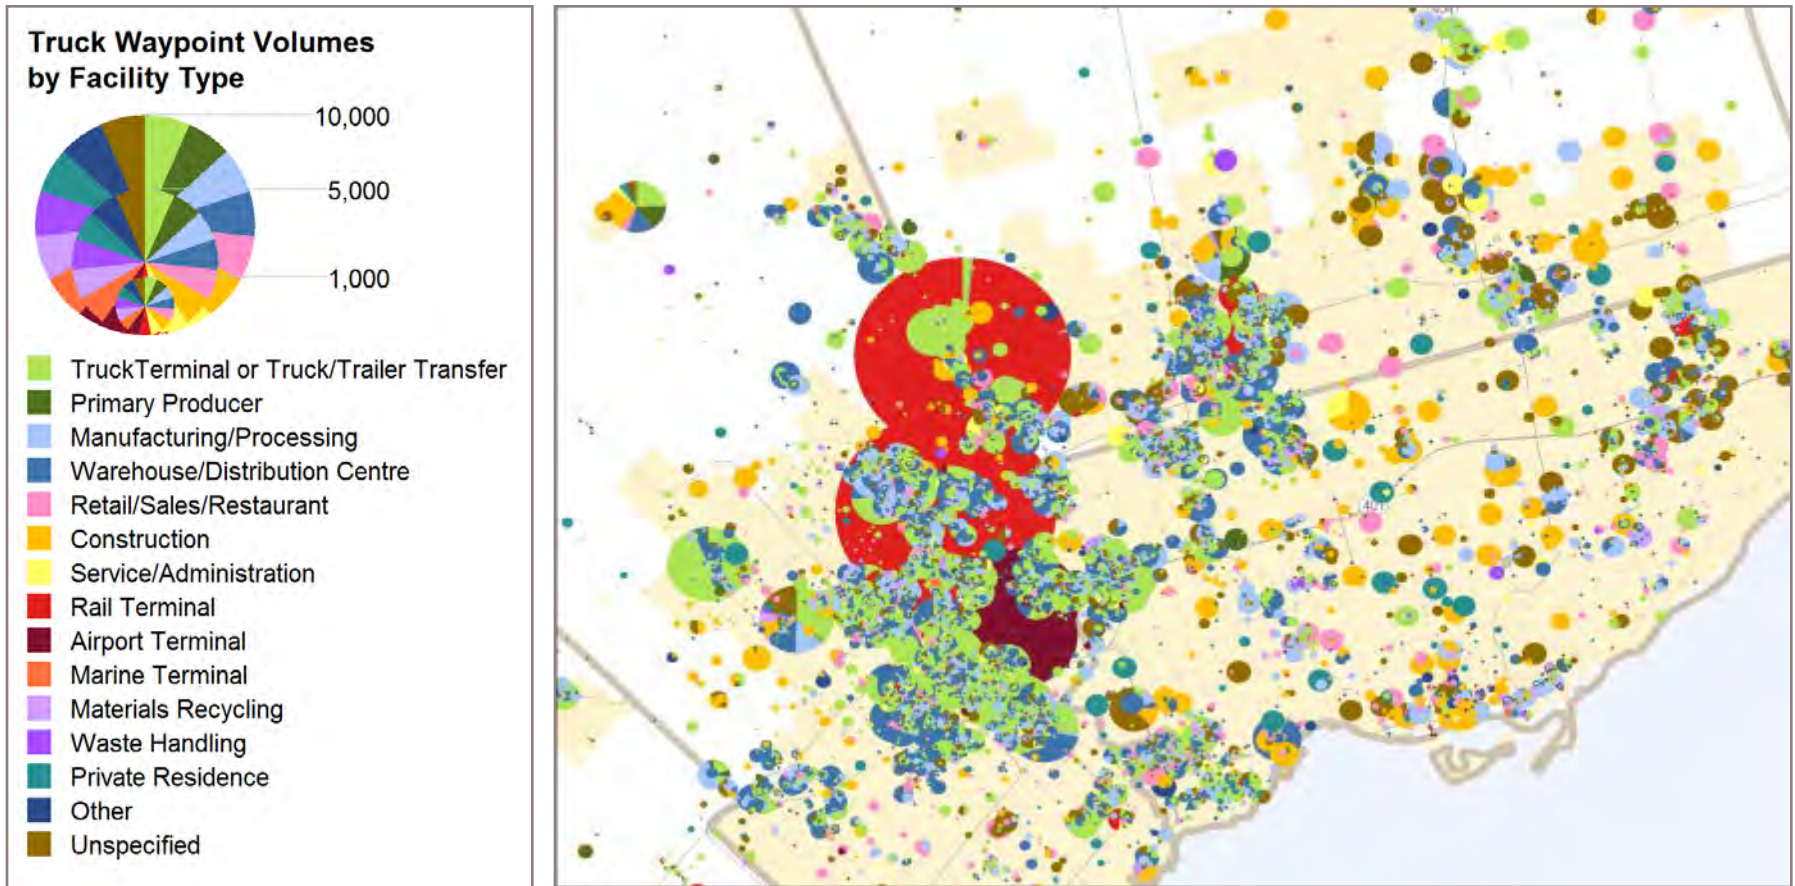 Truck Waypoint Volumes
by Facility Type
10,000
5,000
1,000
TruckTerminal or Truck/Trailer Transfer
Primary Producer
Manufacturing/Processing
Warehouse/Distribution Centre
Retail/Sales/Restaurant
Construction
Service/Administration
Rail Terminal
Airport Terminal
Marine Terminal
Materials Recycling
Waste Handling
Private Residence
Other
Unspecified
401